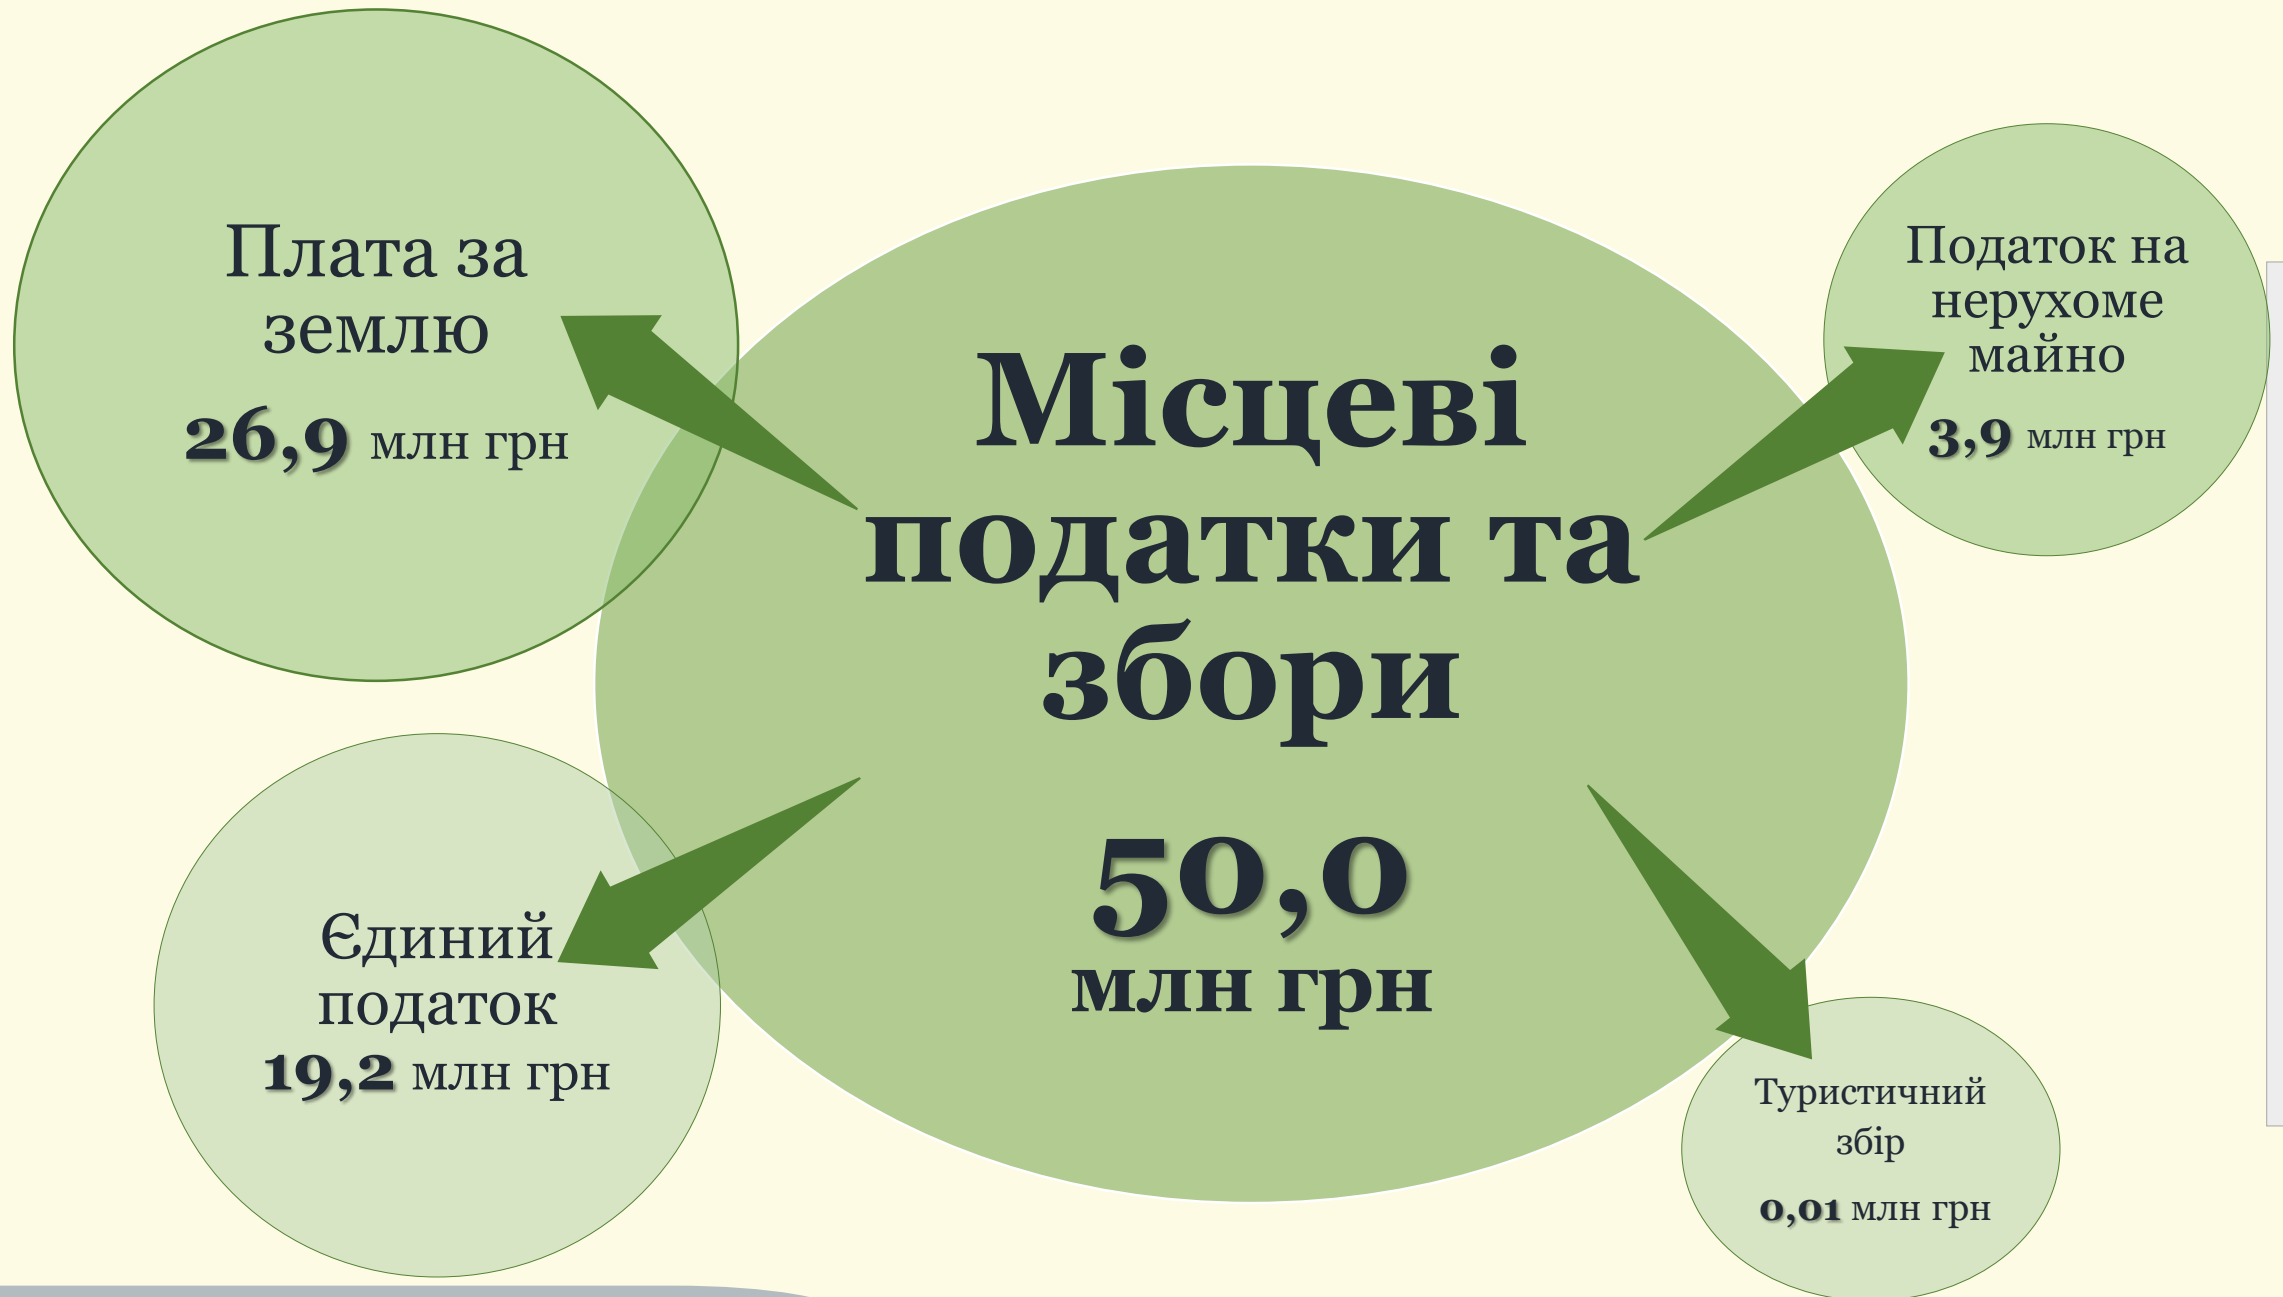 Плата за
землю
26,9 млн грн
Місцеві
податки та
збори
50,0
млн грн
Податок на
нерухоме
майно
3,9 млн грн
Єдиний
податок
19,2 млн грн
Туристичний
збір
0,01 млн грн